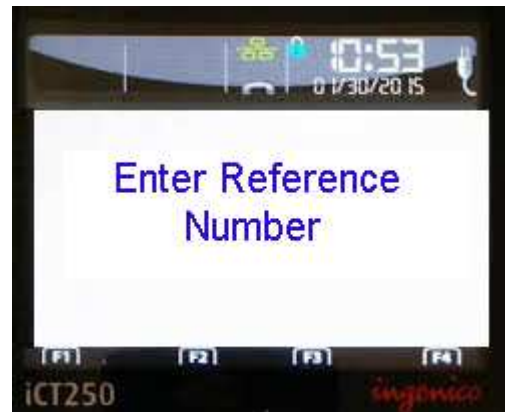 10:53
01/30/2015
Enter Reference
Number
F1 F2 F3 F4
iCT250 ingenico